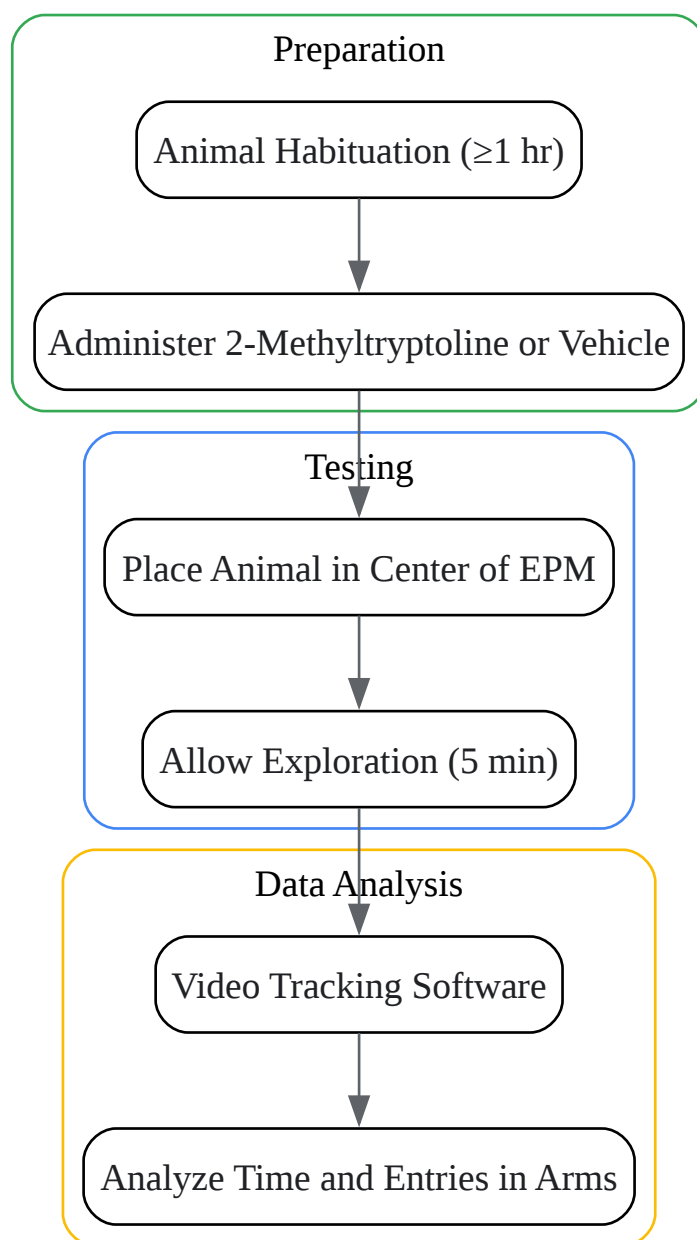 Preparation
Animal Habituation (≥1 hr)
Administer 2-Methyltryptoline or Vehicle
Testing
Place Animal in Center of EPM
Allow Exploration (5 min)
Data Analysis
Video Tracking Software
Analyze Time and Entries in Arms